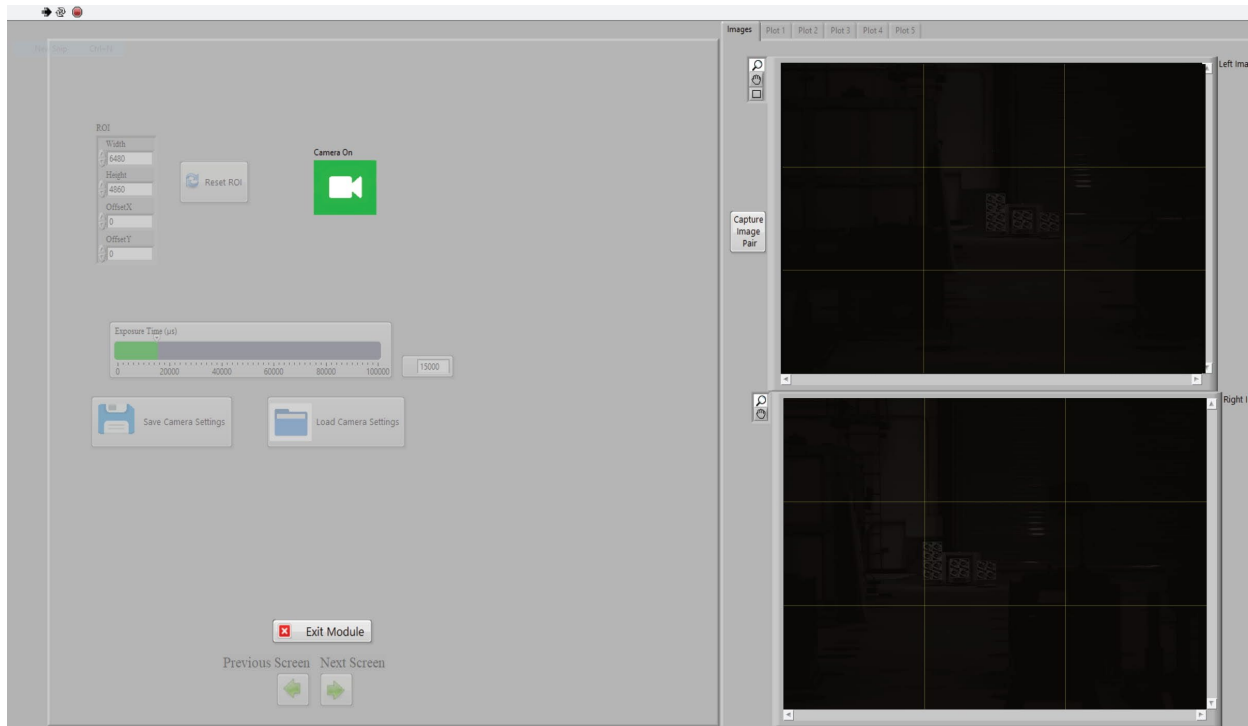 Images
Plot 1
Plot 2
Plot 3
Plot 4
Plot 5
Left Ima
ROI
Width
6480
Height
4860
OffsetX
0
OffsetY
0
Reset ROI
Camera On
Capture
Image
Pair
Exposure Time (µs)
0 20000 40000 60000 80000 100000
15000
Save Camera Settings
Load Camera Settings
Right I
Exit Module
Previous Screen Next Screen